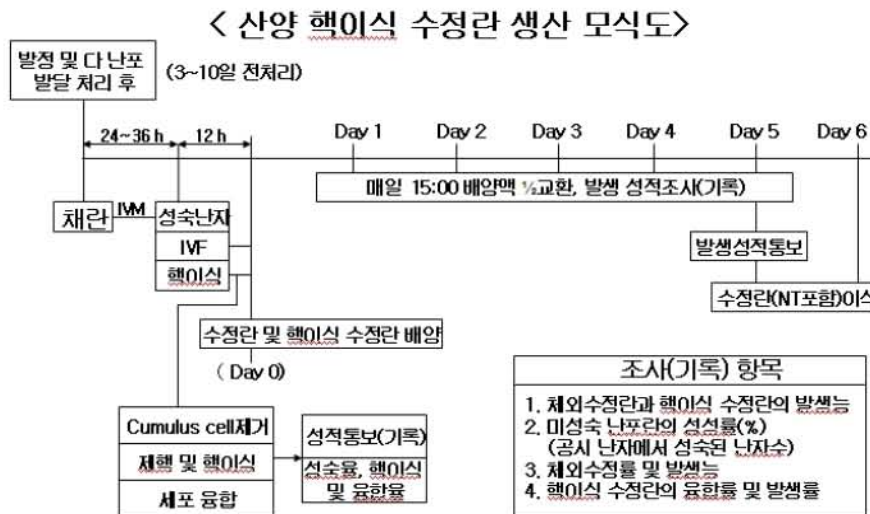 < 산양 핵이식 수정란 생산 모식도>
발정 및 다 난포
발달 처리 후
(3~10일 전처리)
24~36 h
12 h
Day 1
Day 2
Day 3
Day 4
Day 5
Day 6
매일 15:00 배양액 ½교환, 발생 성적조사(기록)
채란
IVM
성숙난자
IVF
핵이식
발생성적통보
수정란(NT포함)이식
수정란 및 핵이식 수정란 배양
( Day 0)
Cumulus cell제거
제핵 및 핵이식
세포 융합
성적통보(기록)
성숙율, 핵이식
및 융합율
조사(기록) 항목
1. 체외수정란과 핵이식 수정란의 발생능
2. 미성숙 난포란의 성성률(%)
(공시 난자에서 성숙된 난자수)
3. 체외수정률 및 발생능
4. 핵이식 수정란의 융합률 및 발생률